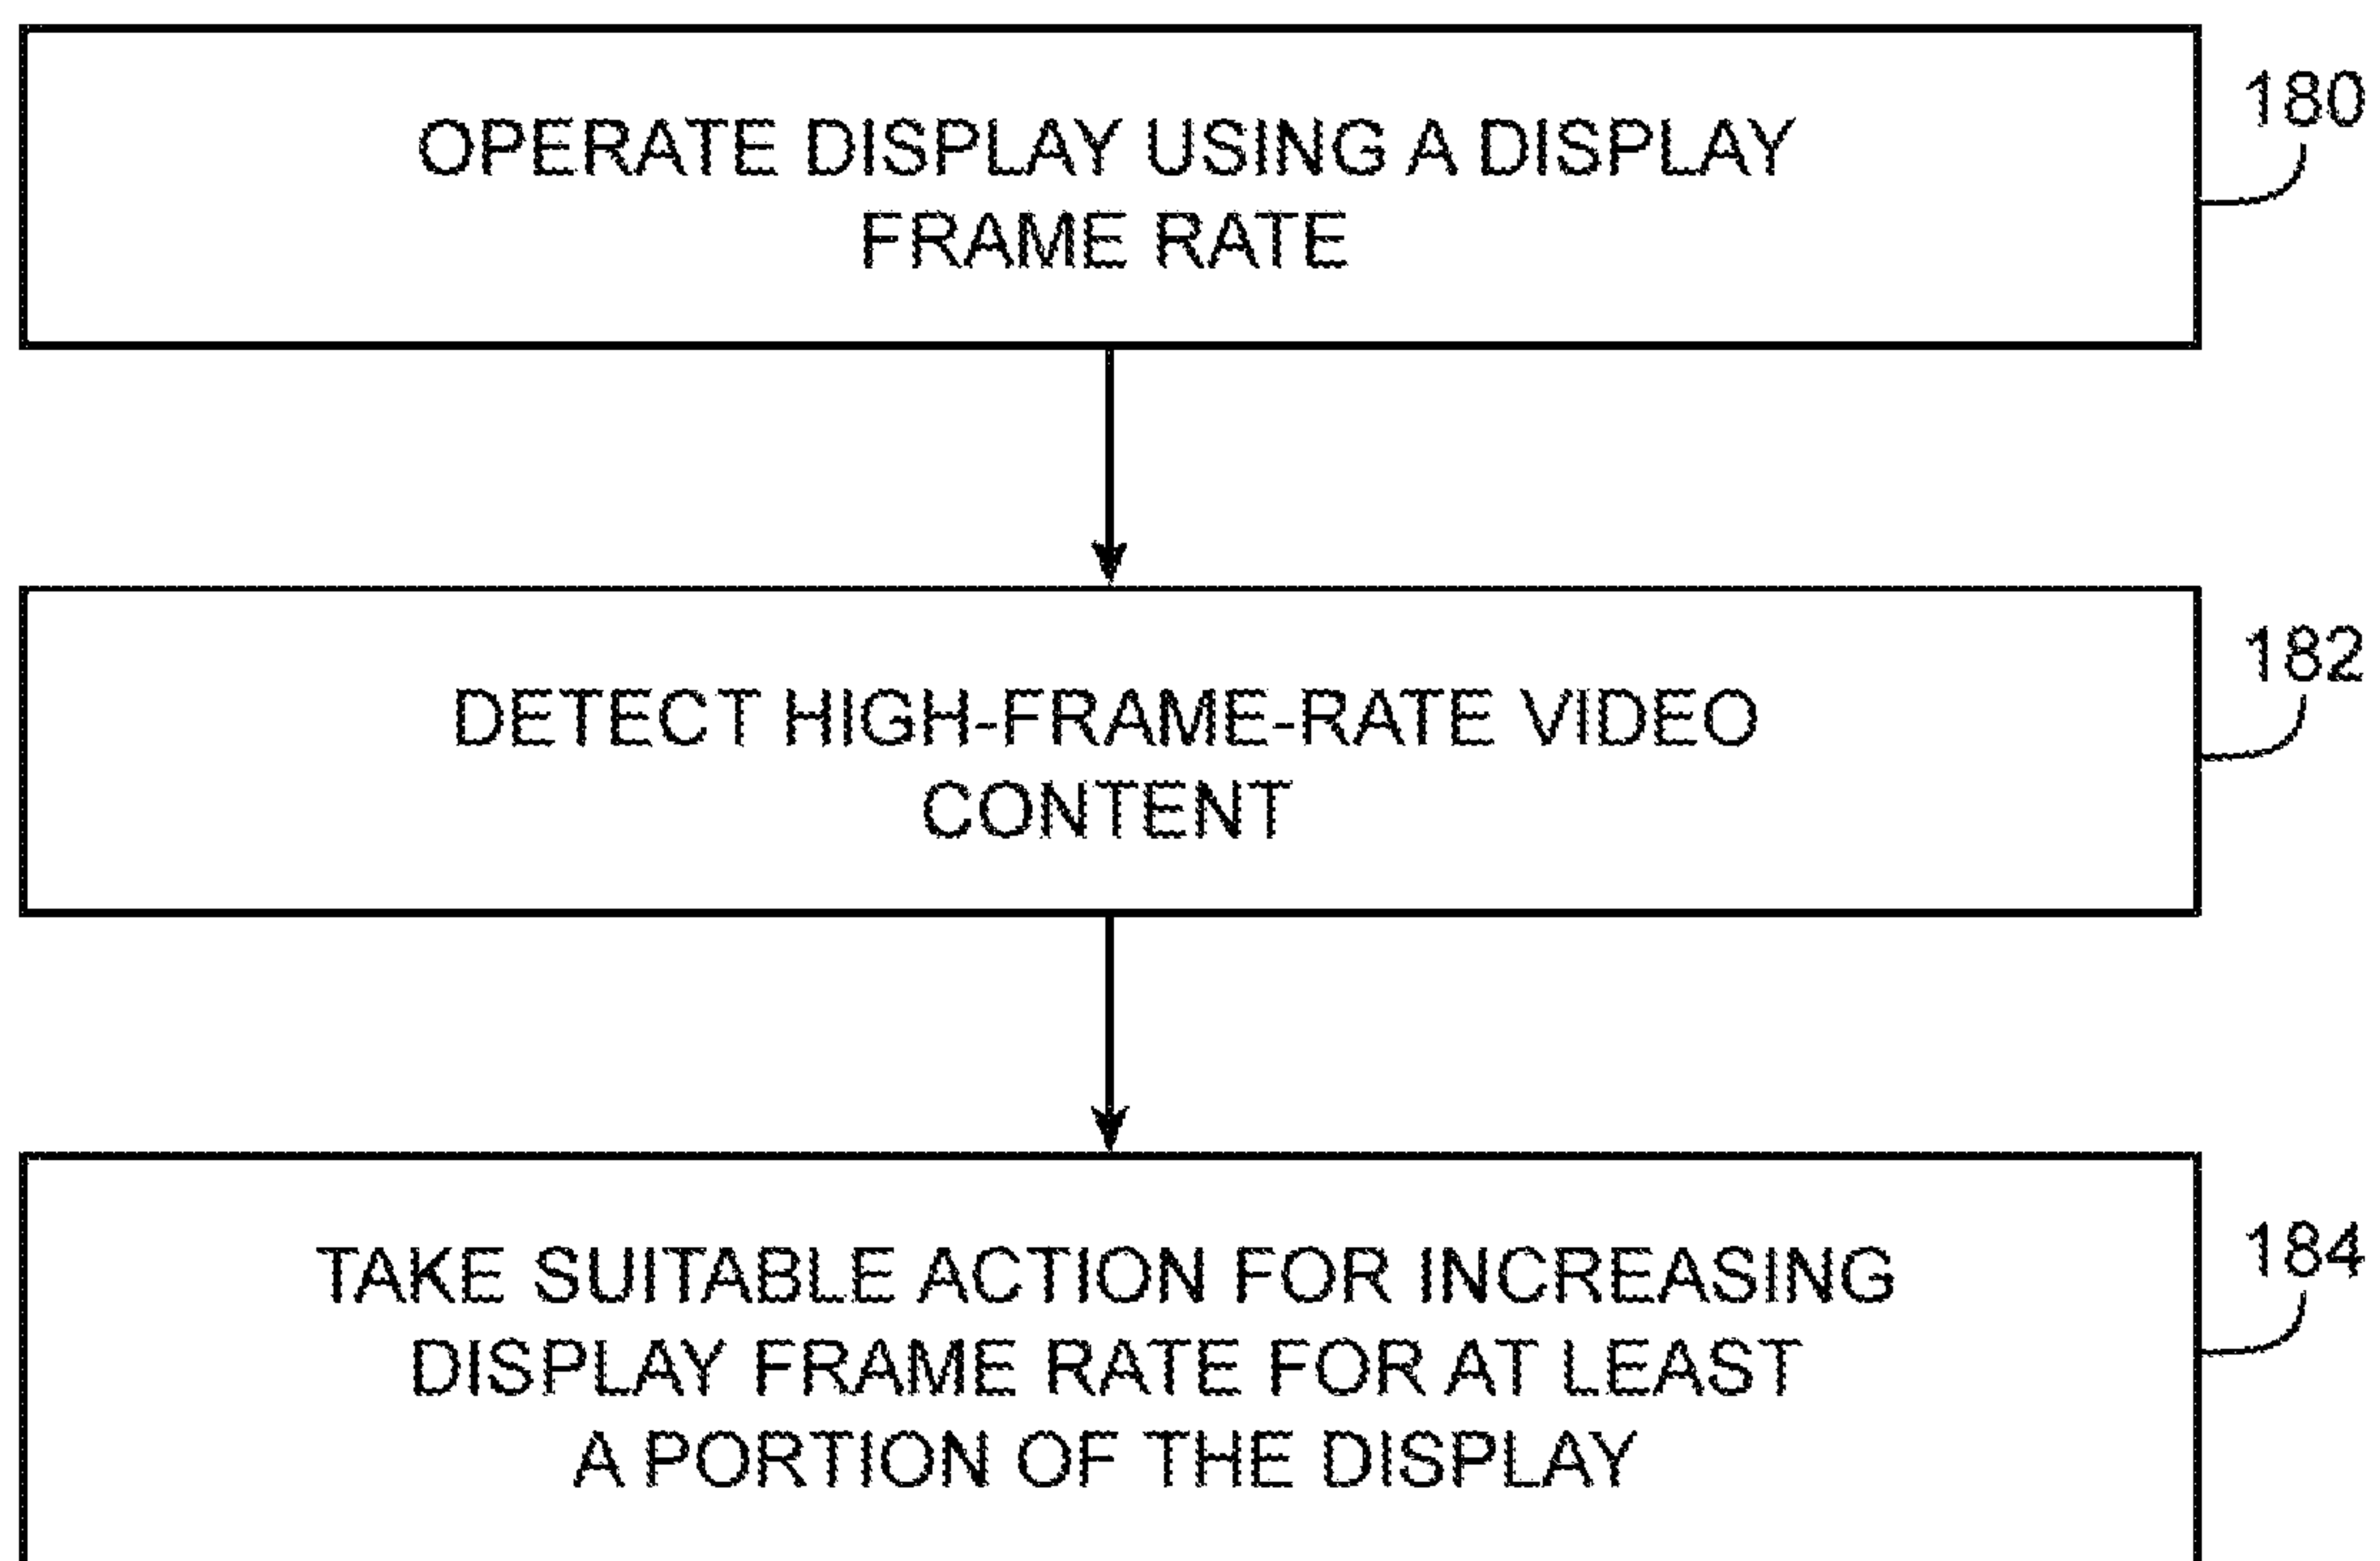 OPERATE DISPLAY USING A DISPLAY
FRAME RATE
180
DETECT HIGH-FRAME-RATE VIDEO
CONTENT
182
TAKE SUITABLE ACTION FOR INCREASING
DISPLAY FRAME RATE FOR AT LEAST
A PORTION OF THE DISPLAY
184